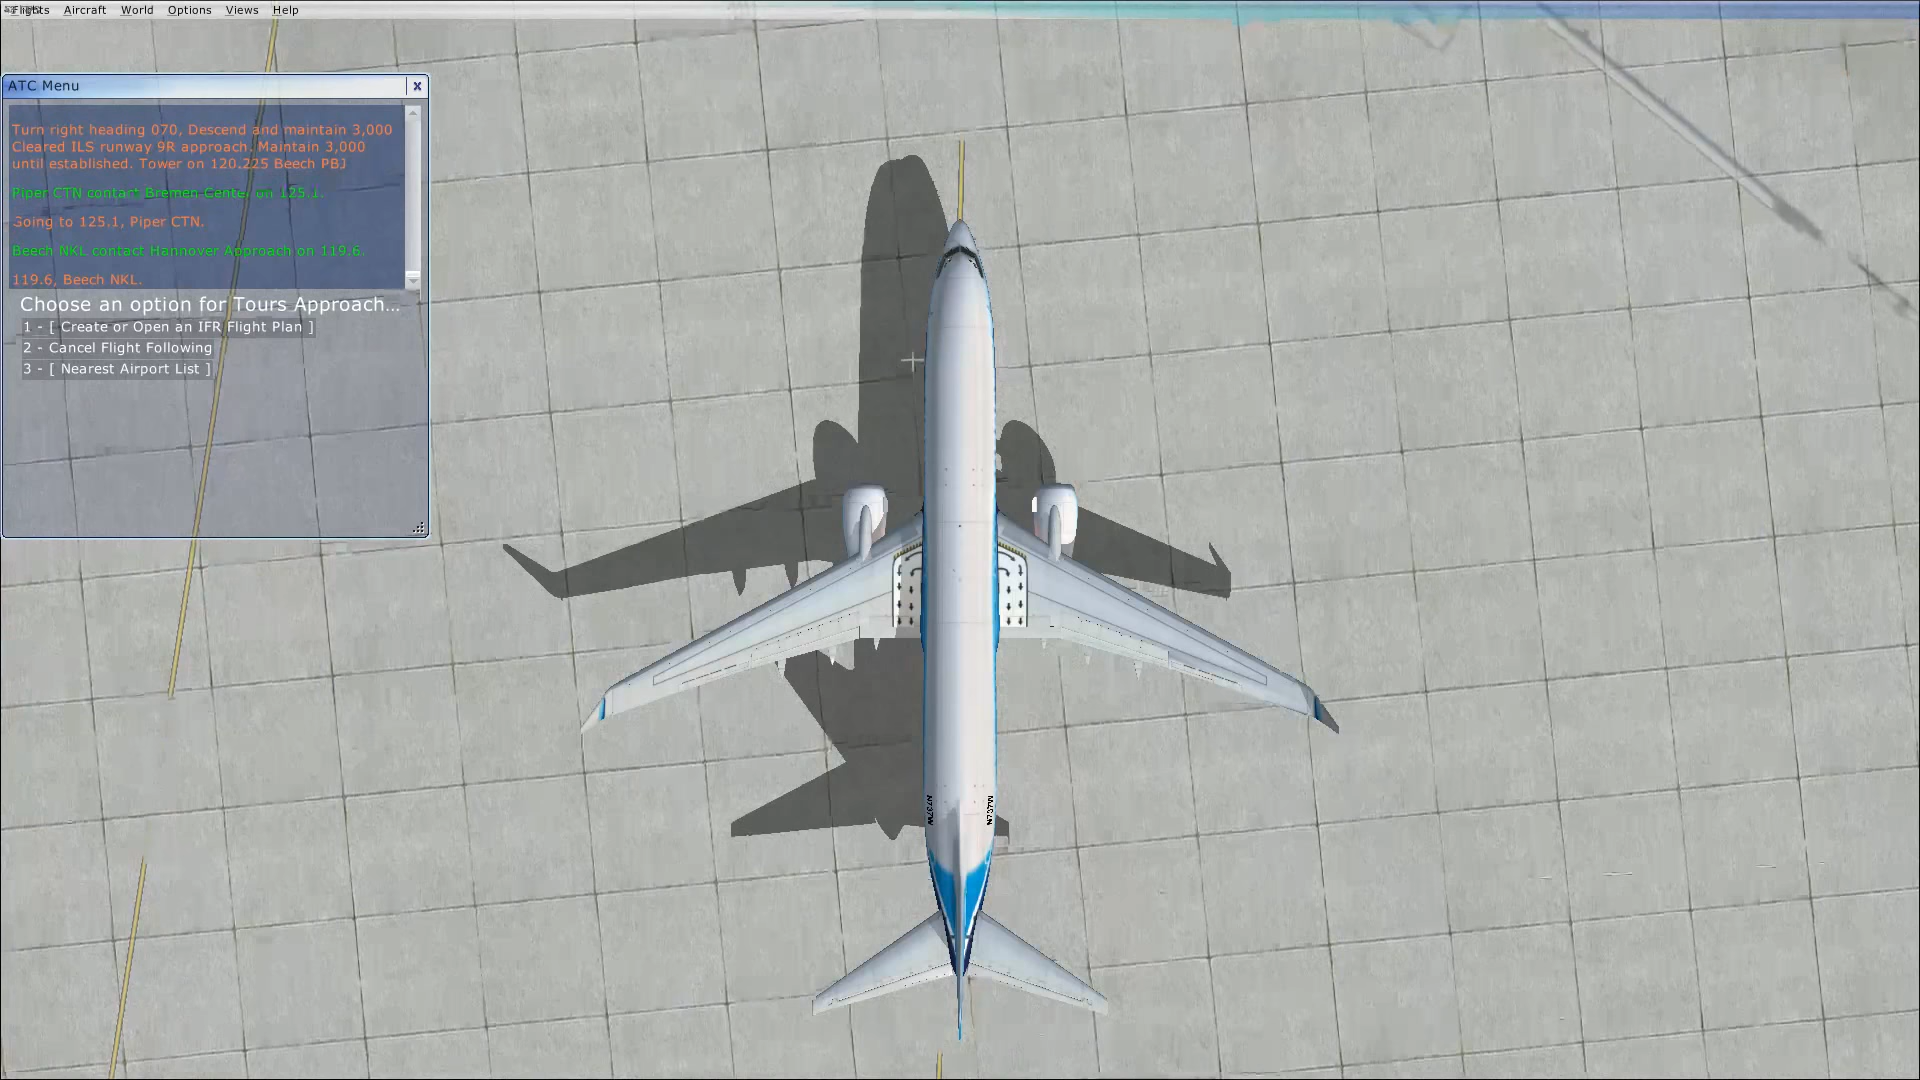 Flights Aircraft World Options Views Help
ATC Menu x
Turn right heading 070, Descend and maintain 3,000
Cleared ILS runway 9R approach. Maintain 3,000
until established. Tower on 120.225 Beech PBJ
Piper CTN contact Bremen Center on 125.1.
Going to 125.1, Piper CTN.
Beech NKL contact Hannover Approach on 119.6.
119.6, Beech NKL.
Choose an option for Tours Approach...
1 - [ Create or Open an IFR Flight Plan ]
2 - Cancel Flight Following
3 - [ Nearest Airport List ]
N737W
N737W